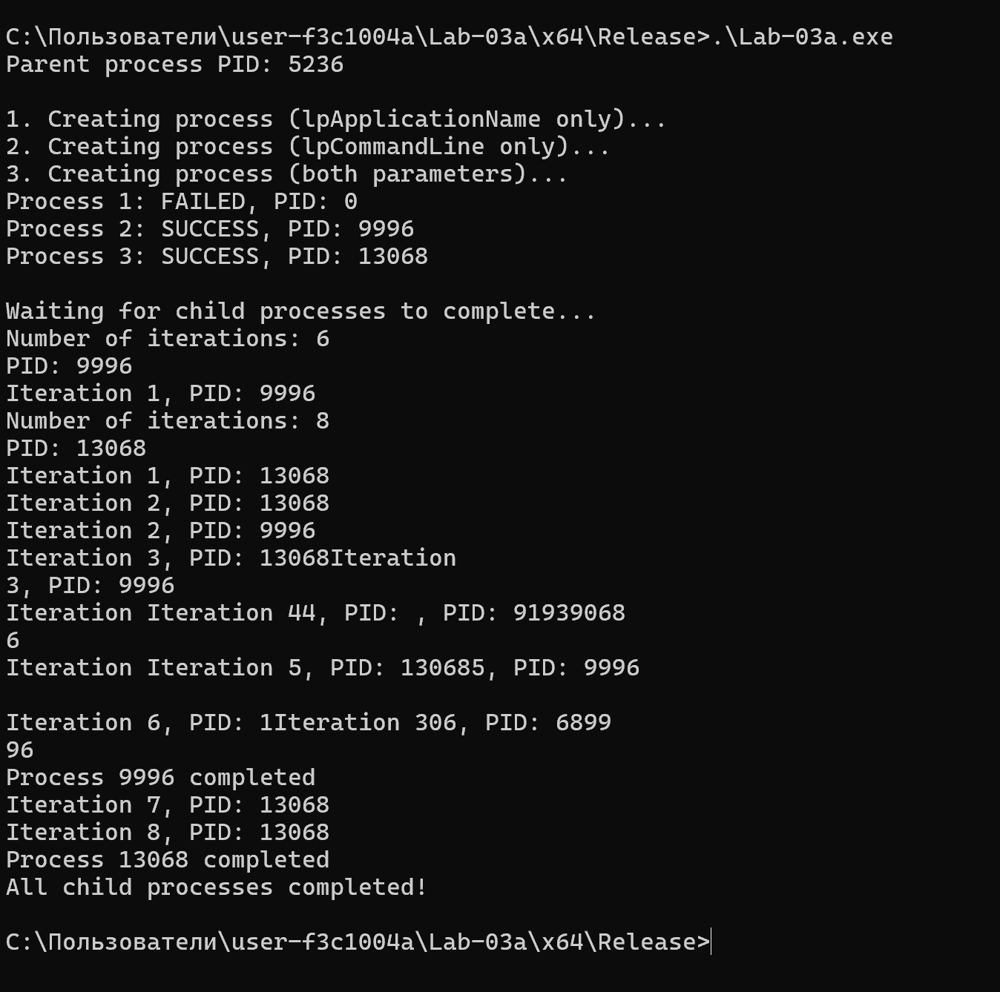 C:\Пользователи\user-f3c1004a\Lab-03a\x64\Release>.\Lab-03a.exe
Parent process PID: 5236
1. Creating process (lpApplicationName only)...
2. Creating process (lpCommandLine only)...
3. Creating process (both parameters)...
Process 1: FAILED, PID: 0
Process 2: SUCCESS, PID: 9996
Process 3: SUCCESS, PID: 13068
Waiting for child processes to complete...
Number of iterations: 6
PID: 9996
Iteration 1, PID: 9996
Number of iterations: 8
PID: 13068
Iteration 1, PID: 13068
Iteration 2, PID: 13068
Iteration 2, PID: 9996
Iteration 3, PID: 13068Iteration
3, PID: 9996
Iteration Iteration 44, PID: , PID: 91939068
6
Iteration Iteration 5, PID: 130685, PID: 9996
Iteration 6, PID: 1Iteration 306, PID: 6899
96
Process 9996 completed
Iteration 7, PID: 13068
Iteration 8, PID: 13068
Process 13068 completed
All child processes completed!
C:\Пользователи\user-f3c1004a\Lab-03a\x64\Release>